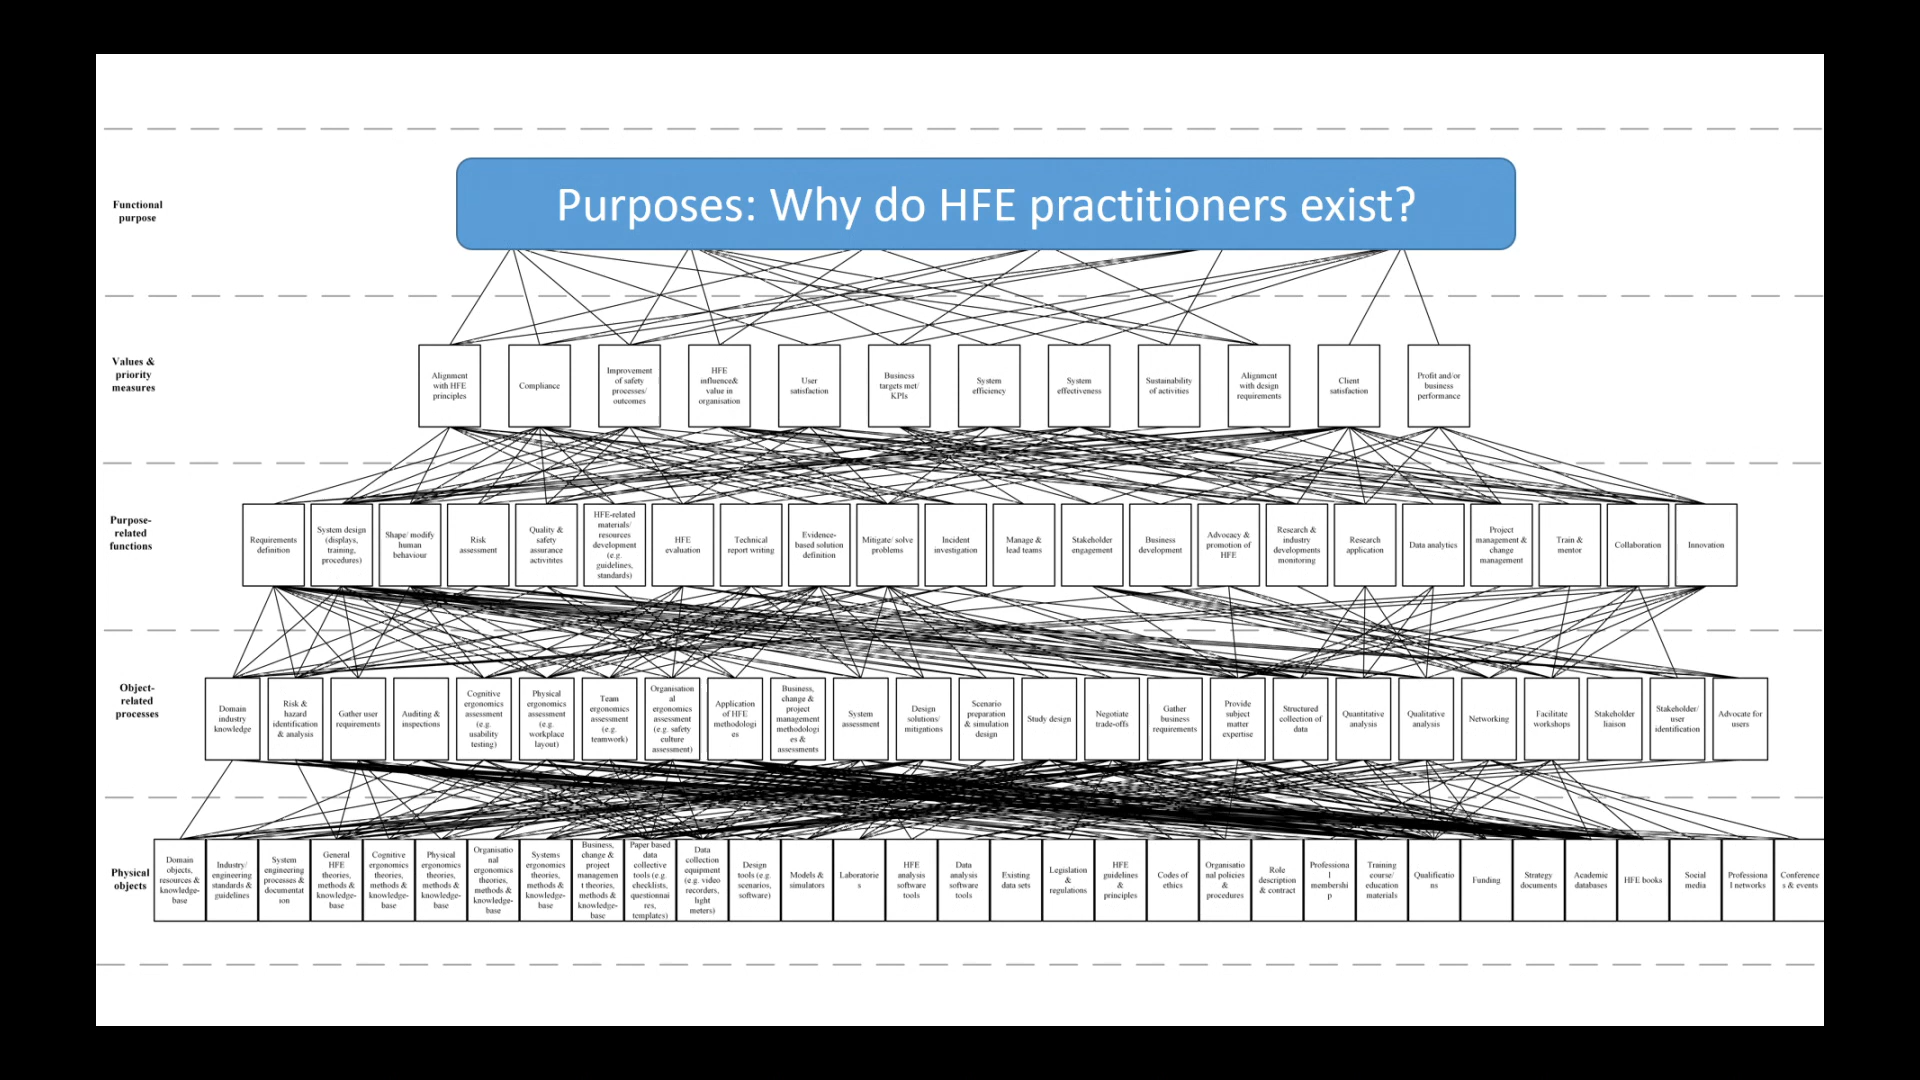 Purposes: Why do HFE practitioners exist?
Functional
purpose
Values &
priority
measures
Alignment
with HFE
principles
Compliance
Improvement
of safety
processes/
outcomes
HFE
influence&
value in
organisation
User
satisfaction
Business
targets met/
KPIs
System
efficiency
System
effectiveness
Sustainability
of activities
Alignment
with design
requirements
Client
satisfaction
Profit and/or
business
performance
Purpose-
related
functions
Requirements
definition
System design
(displays,
training,
procedures)
Shape/ modify
human
behaviour
Risk
assessment
Quality &
safety
assurance
activitites
HFE-related
materials/
resources
development
(e.g.
guidelines,
standards)
HFE
evaluation
Technical
report writing
Evidence-
based solution
definition
Mitigate/ solve
problems
Incident
investigation
Manage &
lead teams
Stakeholder
engagement
Business
development
Advocacy &
promotion of
HFE
Research &
industry
developments
monitoring
Research
application
Data analytics
Project
management &
change
management
Train &
mentor
Collaboration
Innovation
Object-
related
processes
Domain
industry
knowledge
Risk &
hazard
identification
& analysis
Gather user
requirements
Auditing &
inspections
Cognitive
ergonomics
assessment
(e.g.
usability
testing)
Physical
ergonomics
assessment
(e.g.
workplace
layout)
Team
ergonomics
assessment
(e.g.
teamwork)
Organisation
al
ergonomics
assessment
(e.g. safety
culture
assessment)
Application
of HFE
methodologi
es
Business,
change &
project
management
methodologi
es &
assessments
System
assessment
Design
solutions/
mitigations
Scenario
preparation
& simulation
design
Study design
Negotiate
trade-offs
Gather
business
requirements
Provide
subject
matter
expertise
Structured
collection of
data
Quantitative
analysis
Qualitative
analysis
Networking
Facilitate
workshops
Stakeholder
liaison
Stakeholder/
user
identification
Advocate for
users
Physical
objects
Domain
objects,
resources &
knowledge-
base
Industry/
engineering
standards &
guidelines
System
engineering
processes &
documentat
ion
General
HFE
theories,
methods &
knowledge-
base
Cognitive
ergonomics
theories,
methods &
knowledge-
base
Physical
ergonomics
theories,
methods &
knowledge-
base
Organisatio
nal
ergonomics
theories,
methods &
knowledge-
base
Systems
ergonomics
theories,
methods &
knowledge-
base
Business,
change &
project
managemen
t theories,
methods &
knowledge-
base
Paper based
data
collective
tools (e.g.
checklists,
questionnai
res,
templates)
Data
collection
equipment
(e.g. video
recorders,
light
meters)
Design
tools (e.g.
scenarios,
software)
Models &
simulators
Laboratorie
s
HFE
analysis
software
tools
Data
analysis
software
tools
Existing
data sets
Legislation
&
regulations
HFE
guidelines
&
principles
Codes of
ethics
Organisatio
nal policies
&
procedures
Role
description
& contract
Professiona
l
membershi
p
Training
course/
education
materials
Qualificatio
ns
Funding
Strategy
documents
Academic
databases
HFE books
Social
media
Professiona
l networks
Conference
s & events